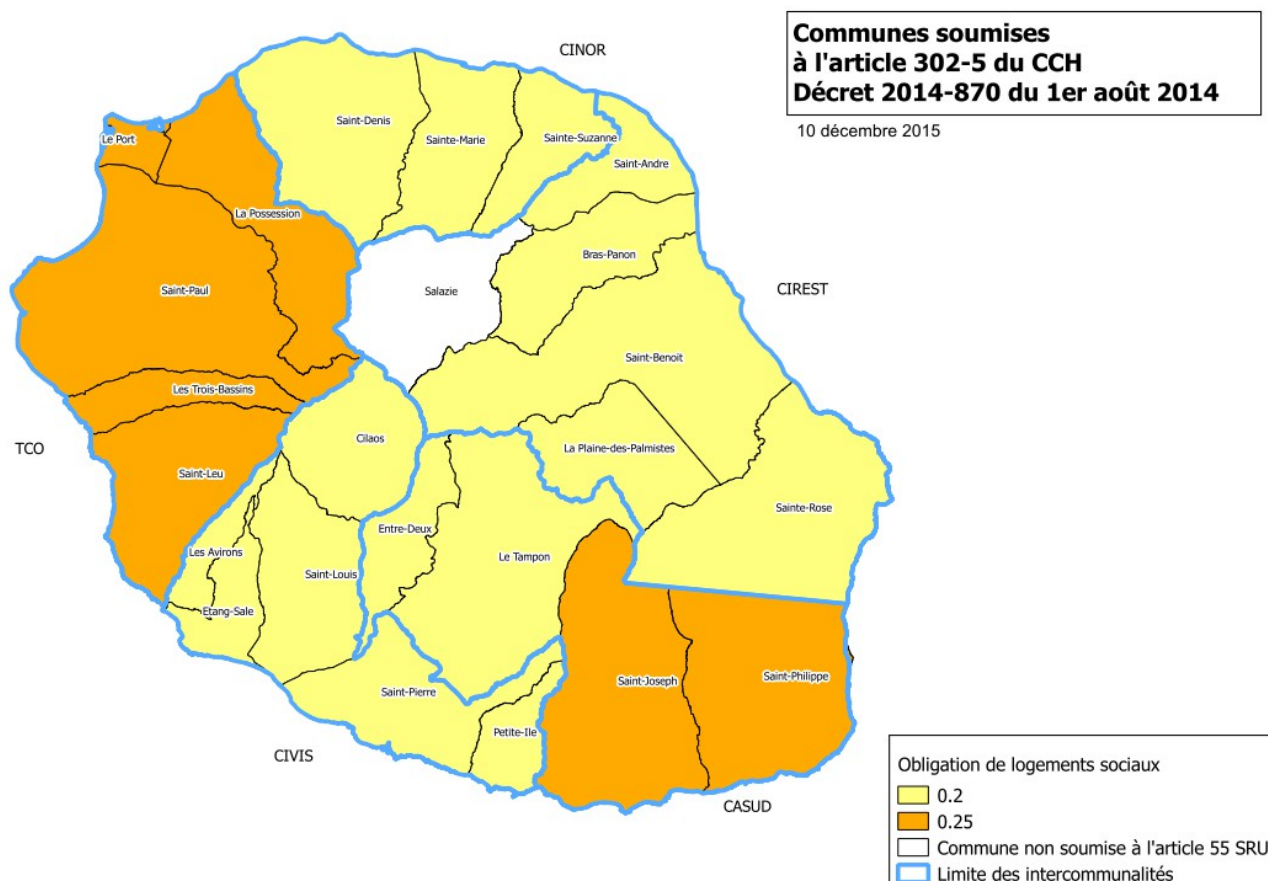 Communes soumises
à l'article 302-5 du CCH
Décret 2014-870 du 1er août 2014
10 décembre 2015
CINOR
Saint-Denis
Sainte-Marie
Sainte-Suzanne
Le Port
Saint-Andre
La Possession
Bras-Panon
Saint-Paul
Salazie
CIREST
Saint-Benoit
Les Trois-Bassins
Cilaos
TCO
La Plaine-des-Palmistes
Saint-Leu
Sainte-Rose
Entre-Deux
Les Avirons
Le Tampon
Saint-Louis
Etang-Sale
Saint-Philippe
Saint-Joseph
Saint-Pierre
Petite-Ile
CIVIS
CASUD
Obligation de logements sociaux
0.2
0.25
Commune non soumise à l'article 55 SRU
Limite des intercommunalités